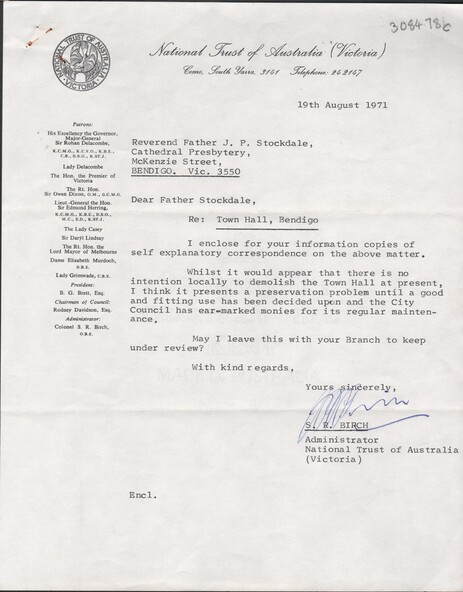 3084786
NATIONAL TRUST OF AUSTRALIA
VICTORIA
National Trust of Australia (Victoria)
Como, South Yarra, 3141 Telephone: 26 2147
19th August 1971
Patrons:
His Excellency the Governor,
Major-General
Sir Rohan Delacombe,
K.C.M.G., K.C.V.O., K.B.E.,
C.B., D.S.O., K.ST.J.
Lady Delacombe
The Hon. the Premier of
Victoria
The Rt. Hon.
Sir Owen Dixon, O.M., G.C.M.G.
Lieut.-General the Hon.
Sir Edmund Herring,
K.C.M.G., K.B.E., D.S.O.,
M.C., E.D., K.ST.J.
The Lady Casey
Sir Daryl Lindsay
The Rt. Hon. the
Lord Mayor of Melbourne
Dame Elisabeth Murdoch,
D.B.E.
Lady Grimwade, C.B.E.
President:
B. G. Brett, Esq.
Chairman of Council:
Rodney Davidson, Esq.
Administrator:
Colonel S. R. Birch,
O.B.E.
Reverend Father J. P. Stockdale,
Cathedral Presbytery,
McKenzie Street,
BENDIGO. Vic. 3550
Dear Father Stockdale,
Re: Town Hall, Bendigo
I enclose for your information copies of
self explanatory correspondence on the above matter.
Whilst it would appear that there is no
intention locally to demolish the Town Hall at present,
I think it presents a preservation problem until a good
and fitting use has been decided upon and the City
Council has ear-marked monies for its regular mainten-
ance.
May I leave this with your Branch to keep
under review?
With kind regards,
Yours sincerely,
S. R. BIRCH
Administrator
National Trust of Australia
(Victoria)
Encl.